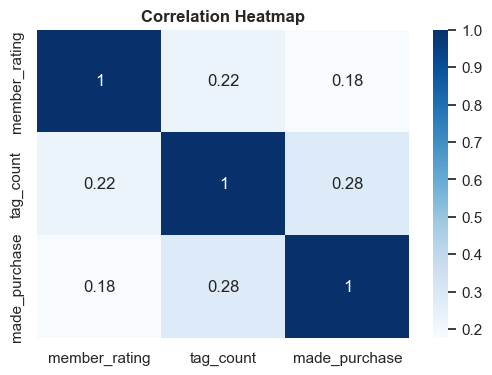 Correlation Heatmap
member_rating 1 0.22 0.18
tag_count 0.22 1 0.28
made_purchase 0.18 0.28 1
member_rating tag_count made_purchase
1.0
0.9
0.8
0.7
0.6
0.5
0.4
0.3
0.2